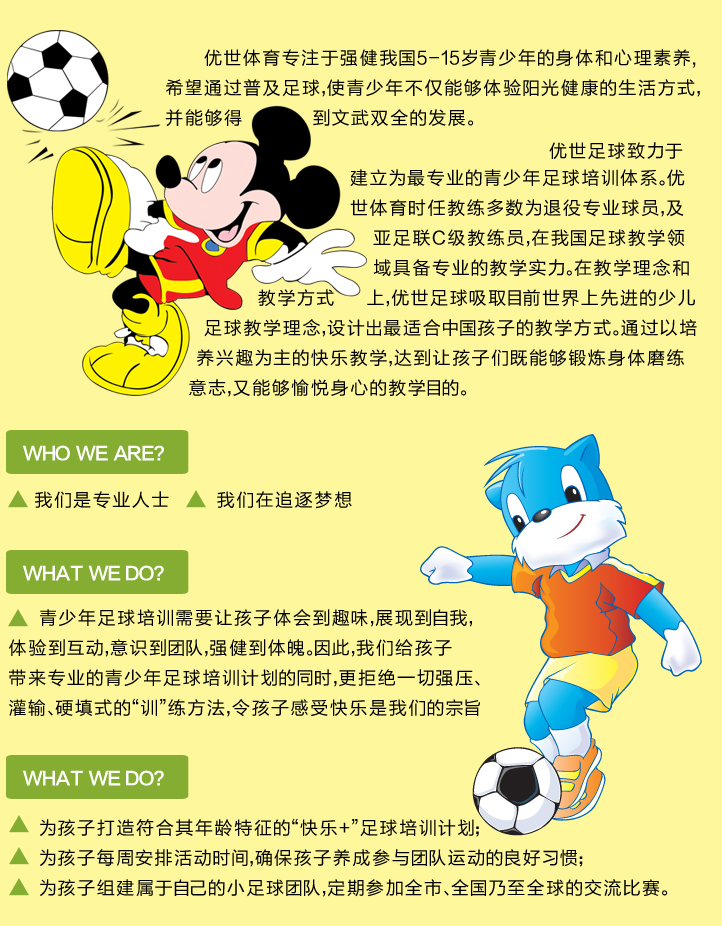 优世体育专注于强健我国5-15岁青少年的身体和心理素养,
希望通过普及足球,使青少年不仅能够体验阳光健康的生活方式,
并能够得 到文武双全的发展。
优世足球致力于
建立为最专业的青少年足球培训体系。优
世体育时任教练多数为退役专业球员,及
亚足联C级教练员,在我国足球教学领
域具备专业的教学实力。在教学理念和
教学方式 上,优世足球吸取目前世界上先进的少儿
足球教学理念,设计出最适合中国孩子的教学方式。通过以培
养兴趣为主的快乐教学,达到让孩子们既能够锻炼身体磨练
意志,又能够愉悦身心的教学目的。
WHO WE ARE?
▲ 我们是专业人士 ▲ 我们在追逐梦想
WHAT WE DO?
▲ 青少年足球培训需要让孩子体会到趣味,展现到自我,
体验到互动,意识到团队,强健到体魄。因此,我们给孩子
带来专业的青少年足球培训计划的同时,更拒绝一切强压、
灌输、硬填式的“训”练方法,令孩子感受快乐是我们的宗旨
WHAT WE DO?
▲ 为孩子打造符合其年龄特征的“快乐+”足球培训计划;
▲ 为孩子每周安排活动时间,确保孩子养成参与团队运动的良好习惯;
▲ 为孩子组建属于自己的小足球团队,定期参加全市、全国乃至全球的交流比赛。